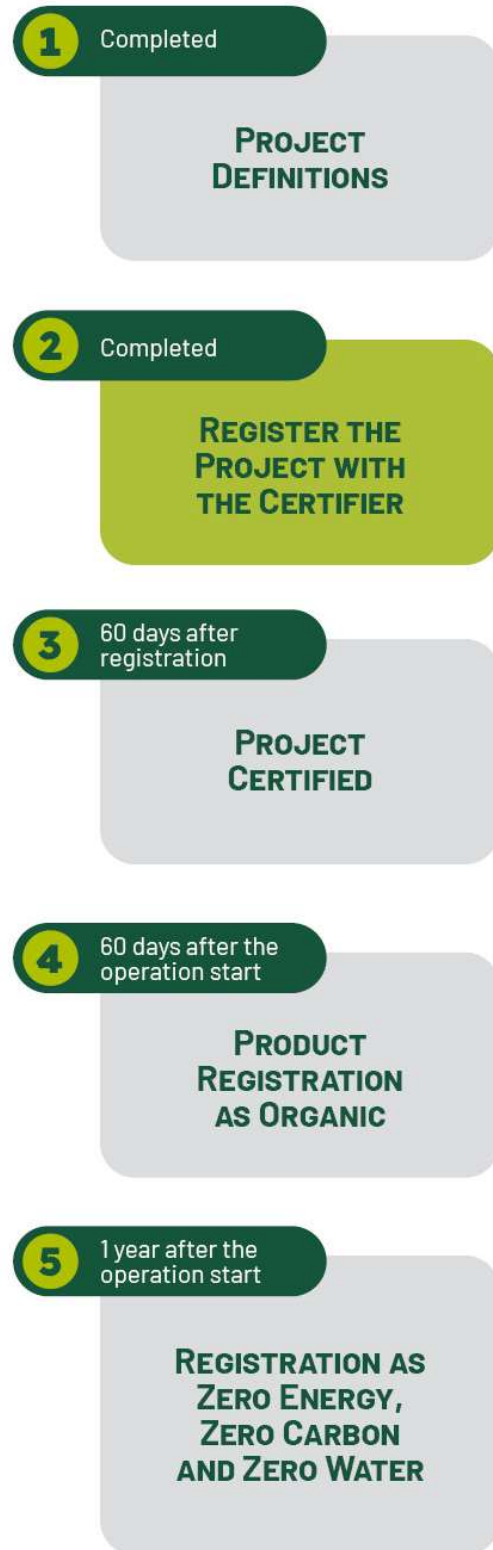 1
Completed
PROJECT
DEFINITIONS
2
Completed
REGISTER THE
PROJECT WITH
THE CERTIFIER
3
60 days after
registration
PROJECT
CERTIFIED
4
60 days after the
operation start
PRODUCT
REGISTRATION
AS ORGANIC
5
1 year after the
operation start
REGISTRATION AS
ZERO ENERGY,
ZERO CARBON
AND ZERO WATER